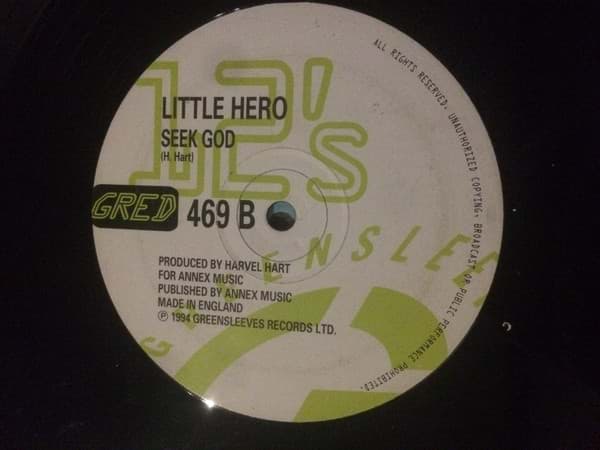 12's
LITTLE HERO
SEEK GOD
(H. Hart)
GRED 469 B
GREENSLEE
PRODUCED BY HARVEL HART
FOR ANNEX MUSIC
PUBLISHED BY ANNEX MUSIC
MADE IN ENGLAND
℗ 1994 GREENSLEEVES RECORDS LTD.
ALL RIGHTS RESERVED. UNAUTHORIZED COPYING, BROADCAST OR PUBLIC PERFORMANCE PROHIBITED.